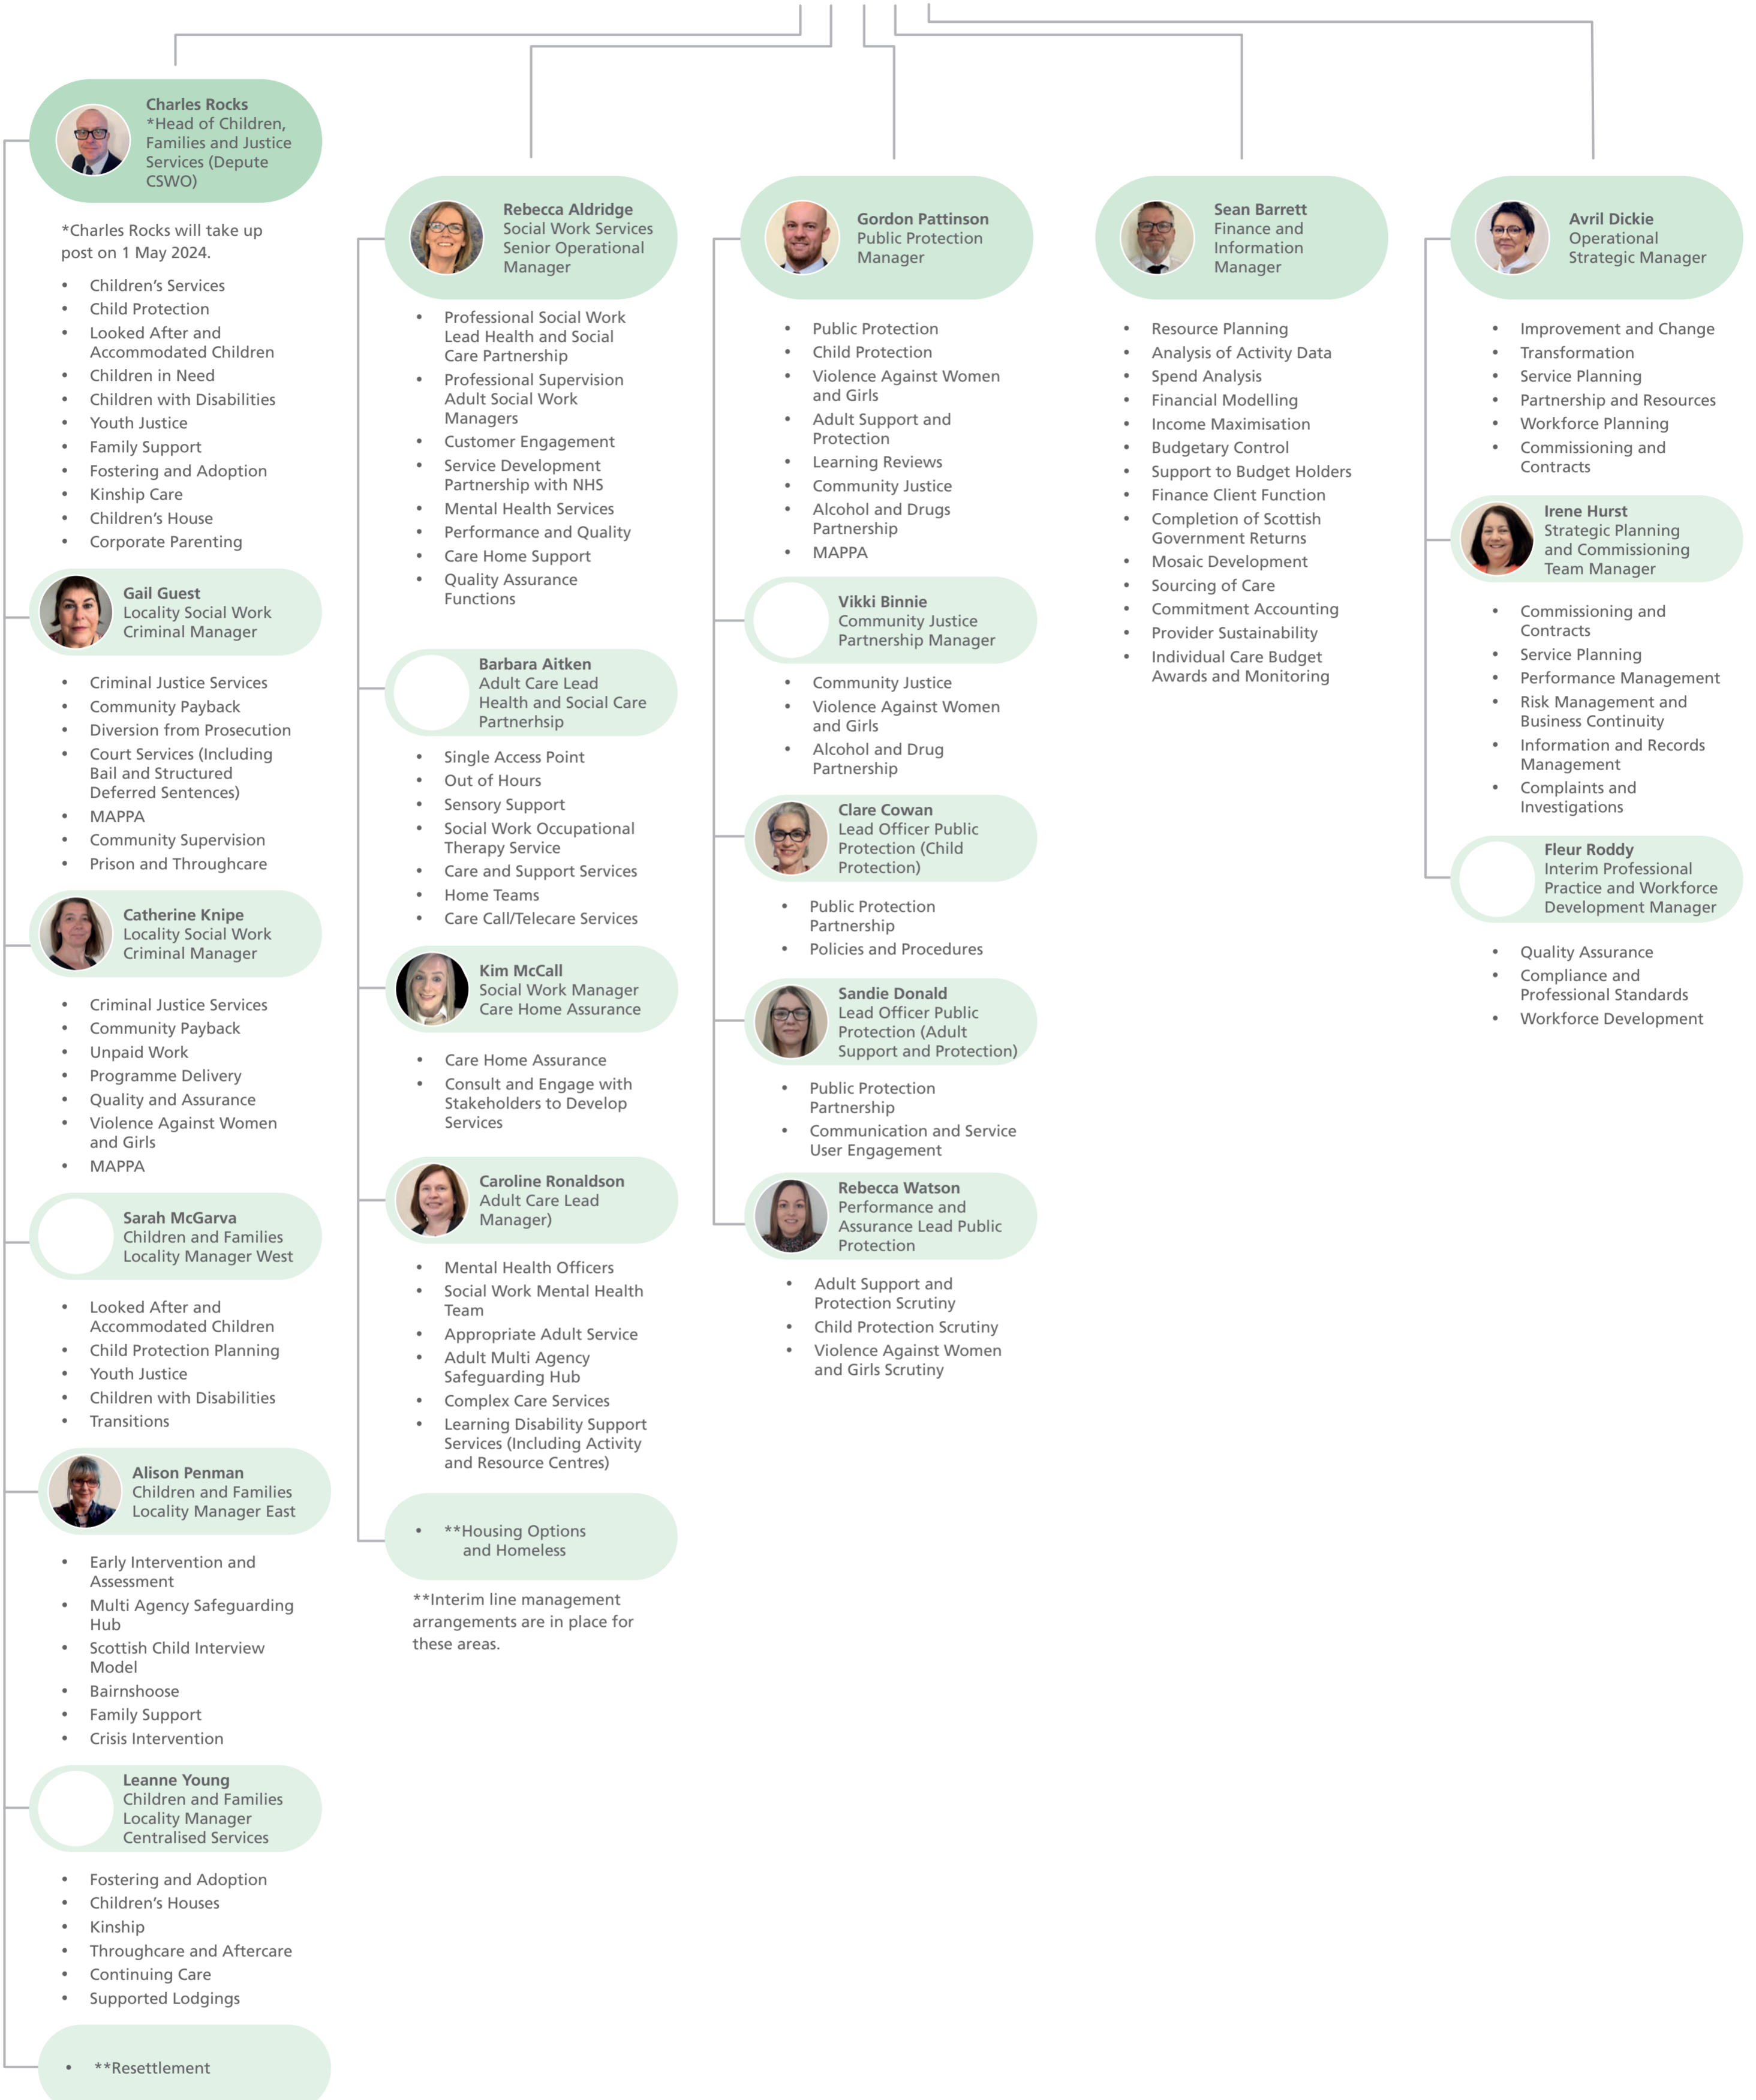 Charles Rocks
*Head of Children,
Families and Justice
Services (Depute
CSWO)
*Charles Rocks will take up
post on 1 May 2024.
• Children’s Services
• Child Protection
• Looked After and
Accommodated Children
• Children in Need
• Children with Disabilities
• Youth Justice
• Family Support
• Fostering and Adoption
• Kinship Care
• Children’s House
• Corporate Parenting
Gail Guest
Locality Social Work
Criminal Manager
• Criminal Justice Services
• Community Payback
• Diversion from Prosecution
• Court Services (Including
Bail and Structured
Deferred Sentences)
• MAPPA
• Community Supervision
• Prison and Throughcare
Catherine Knipe
Locality Social Work
Criminal Manager
• Criminal Justice Services
• Community Payback
• Unpaid Work
• Programme Delivery
• Quality and Assurance
• Violence Against Women
and Girls
• MAPPA
Sarah McGarva
Children and Families
Locality Manager West
• Looked After and
Accommodated Children
• Child Protection Planning
• Youth Justice
• Children with Disabilities
• Transitions
Alison Penman
Children and Families
Locality Manager East
• Early Intervention and
Assessment
• Multi Agency Safeguarding
Hub
• Scottish Child Interview
Model
• Bairnshoose
• Family Support
• Crisis Intervention
Leanne Young
Children and Families
Locality Manager
Centralised Services
• Fostering and Adoption
• Children’s Houses
• Kinship
• Throughcare and Aftercare
• Continuing Care
• Supported Lodgings
• **Resettlement
Rebecca Aldridge
Social Work Services
Senior Operational
Manager
• Professional Social Work
Lead Health and Social
Care Partnership
• Professional Supervision
Adult Social Work
Managers
• Customer Engagement
• Service Development
Partnership with NHS
• Mental Health Services
• Performance and Quality
• Care Home Support
• Quality Assurance
Functions
Barbara Aitken
Adult Care Lead
Health and Social Care
Partnerhsip
• Single Access Point
• Out of Hours
• Sensory Support
• Social Work Occupational
Therapy Service
• Care and Support Services
• Home Teams
• Care Call/Telecare Services
Kim McCall
Social Work Manager
Care Home Assurance
• Care Home Assurance
• Consult and Engage with
Stakeholders to Develop
Services
Caroline Ronaldson
Adult Care Lead
Manager)
• Mental Health Officers
• Social Work Mental Health
Team
• Appropriate Adult Service
• Adult Multi Agency
Safeguarding Hub
• Complex Care Services
• Learning Disability Support
Services (Including Activity
and Resource Centres)
• **Housing Options
and Homeless
**Interim line management
arrangements are in place for
these areas.
Gordon Pattinson
Public Protection
Manager
• Public Protection
• Child Protection
• Violence Against Women
and Girls
• Adult Support and
Protection
• Learning Reviews
• Community Justice
• Alcohol and Drugs
Partnership
• MAPPA
Vikki Binnie
Community Justice
Partnership Manager
• Community Justice
• Violence Against Women
and Girls
• Alcohol and Drug
Partnership
Clare Cowan
Lead Officer Public
Protection (Child
Protection)
• Public Protection
Partnership
• Policies and Procedures
Sandie Donald
Lead Officer Public
Protection (Adult
Support and Protection)
• Public Protection
Partnership
• Communication and Service
User Engagement
Rebecca Watson
Performance and
Assurance Lead Public
Protection
• Adult Support and
Protection Scrutiny
• Child Protection Scrutiny
• Violence Against Women
and Girls Scrutiny
Sean Barrett
Finance and
Information
Manager
• Resource Planning
• Analysis of Activity Data
• Spend Analysis
• Financial Modelling
• Income Maximisation
• Budgetary Control
• Support to Budget Holders
• Finance Client Function
• Completion of Scottish
Government Returns
• Mosaic Development
• Sourcing of Care
• Commitment Accounting
• Provider Sustainability
• Individual Care Budget
Awards and Monitoring
Avril Dickie
Operational
Strategic Manager
• Improvement and Change
• Transformation
• Service Planning
• Partnership and Resources
• Workforce Planning
• Commissioning and
Contracts
Irene Hurst
Strategic Planning
and Commissioning
Team Manager
• Commissioning and
Contracts
• Service Planning
• Performance Management
• Risk Management and
Business Continuity
• Information and Records
Management
• Complaints and
Investigations
Fleur Roddy
Interim Professional
Practice and Workforce
Development Manager
• Quality Assurance
• Compliance and
Professional Standards
• Workforce Development